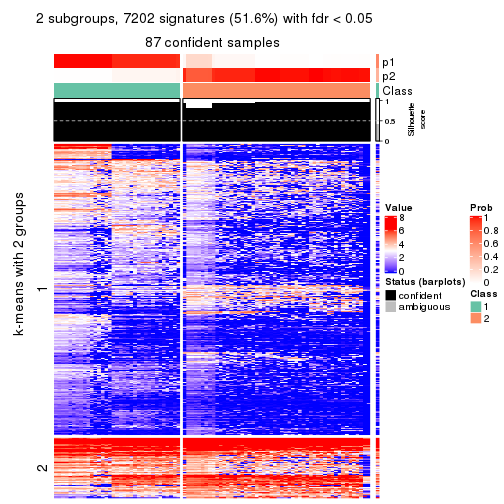 2 subgroups, 7202 signatures (51.6%) with fdr < 0.05
87 confident samples
p1
p2
Class
1
0.5
0
Silhouette
score
k-means with 2 groups
1
2
Value
8
6
4
2
0
Status (barplots)
confident
ambiguous
Prob
1
0.8
0.6
0.4
0.2
0
Class
1
2